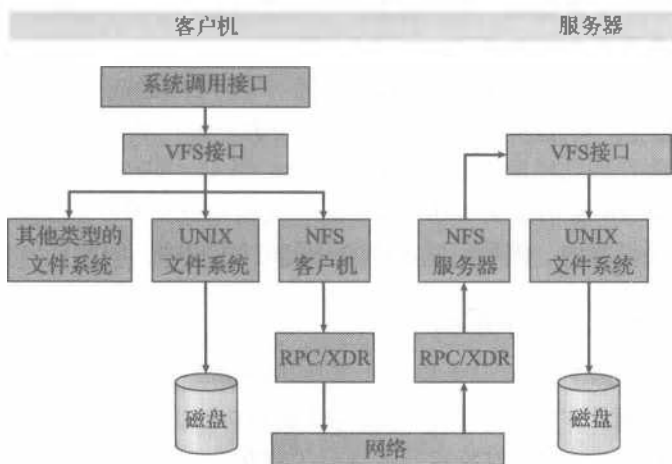 客户机
服务器
系统调用接口
VFS接口
VFS接口
其他类型的
文件系统
UNIX
文件系统
NFS
客户机
NFS
服务器
UNIX
文件系统
RPC/XDR
RPC/XDR
磁盘
磁盘
网络